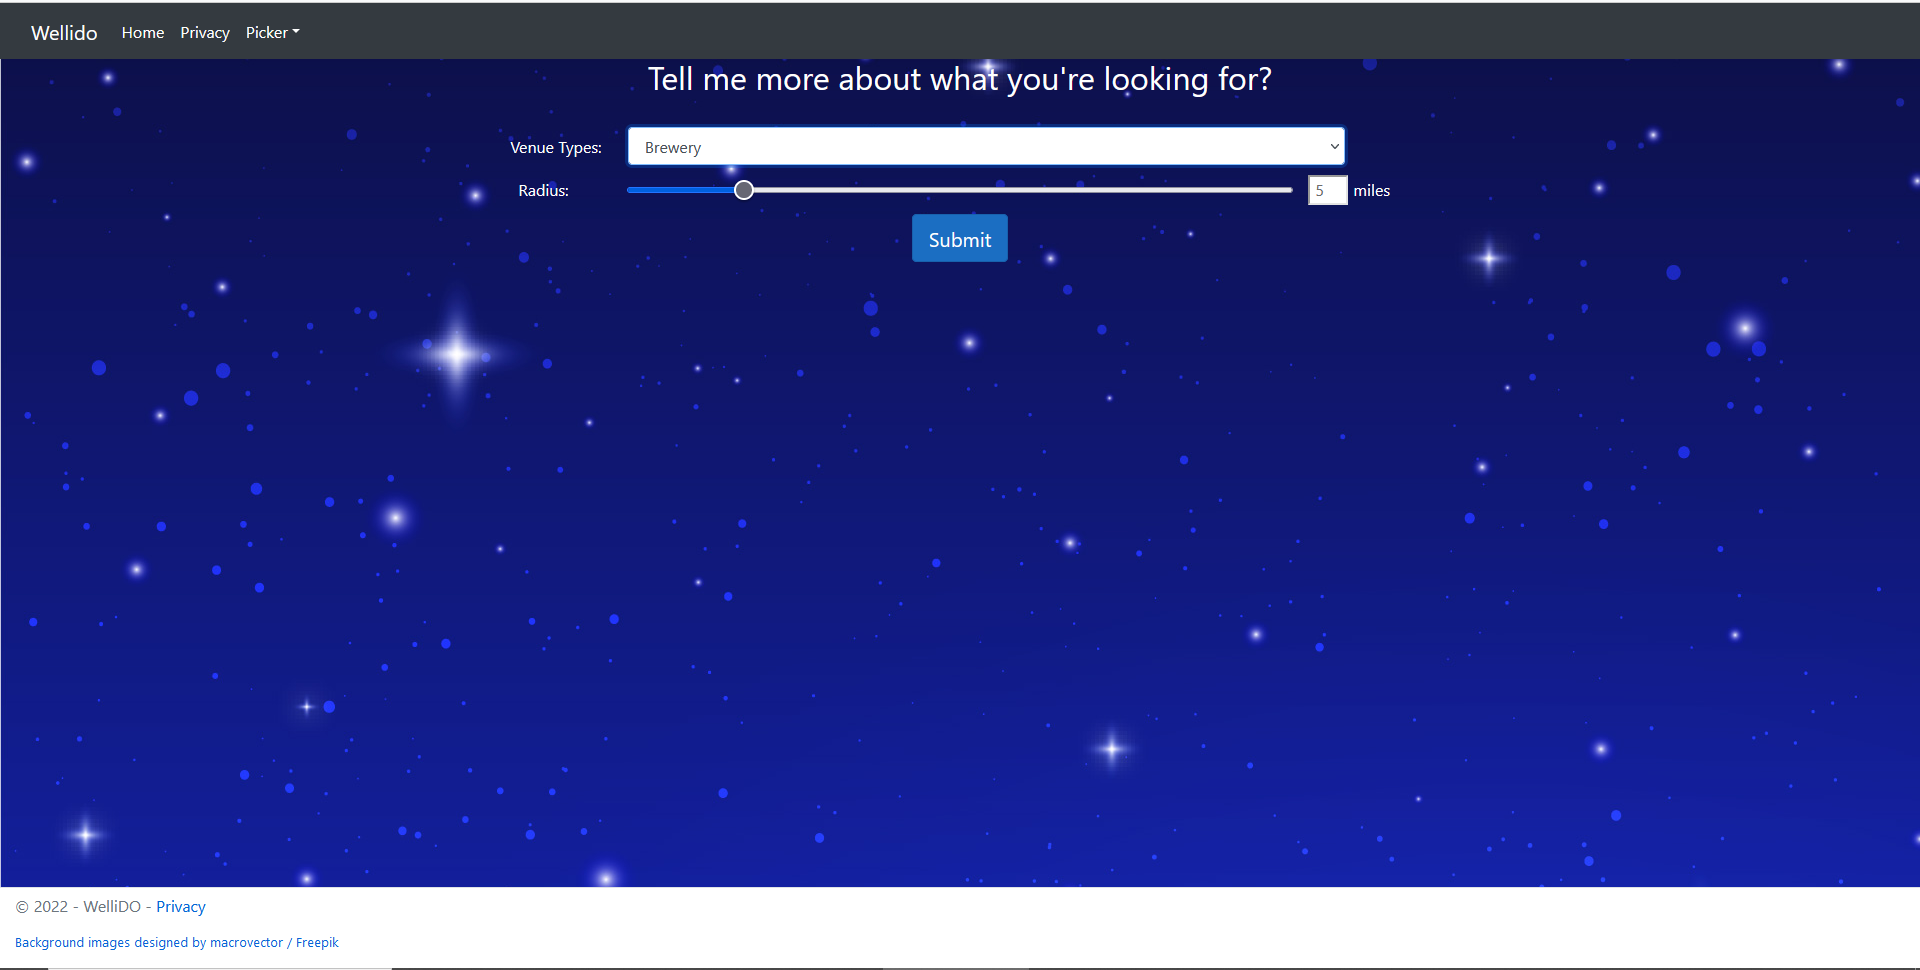 Wellido Home Privacy Picker
Tell me more about what you're looking for?
Venue Types: Brewery
Radius: 5 miles
Submit
© 2022 - WelliDO - Privacy
Background images designed by macrovector / Freepik